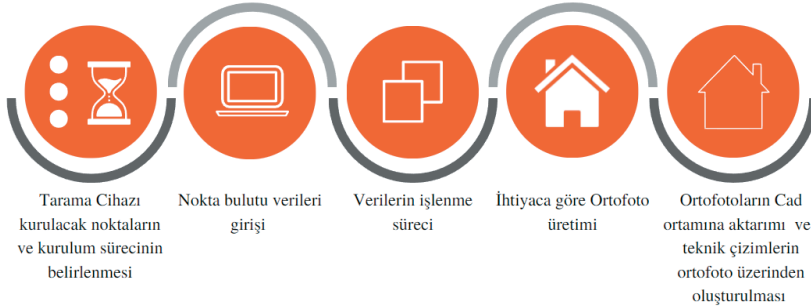 Tarama Cihazı
kurulacak noktaların
ve kurulum sürecinin
belirlenmesi
Nokta bulutu verileri
girişi
Verilerin işlenme
süreci
İhtiyaca göre Ortofoto
üretimi
Ortofotoların Cad
ortamına aktarımı ve
teknik çizimlerin
ortofoto üzerinden
oluşturulması